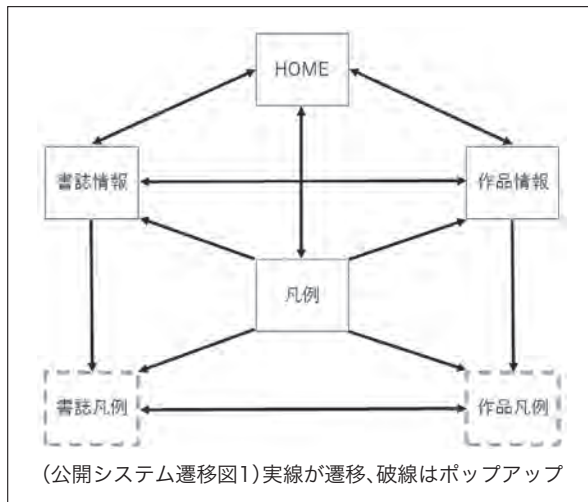 HOME
書誌情報
作品情報
凡例
書誌凡例
作品凡例
(公開システム遷移図1)実線が遷移、破線はポップアップ